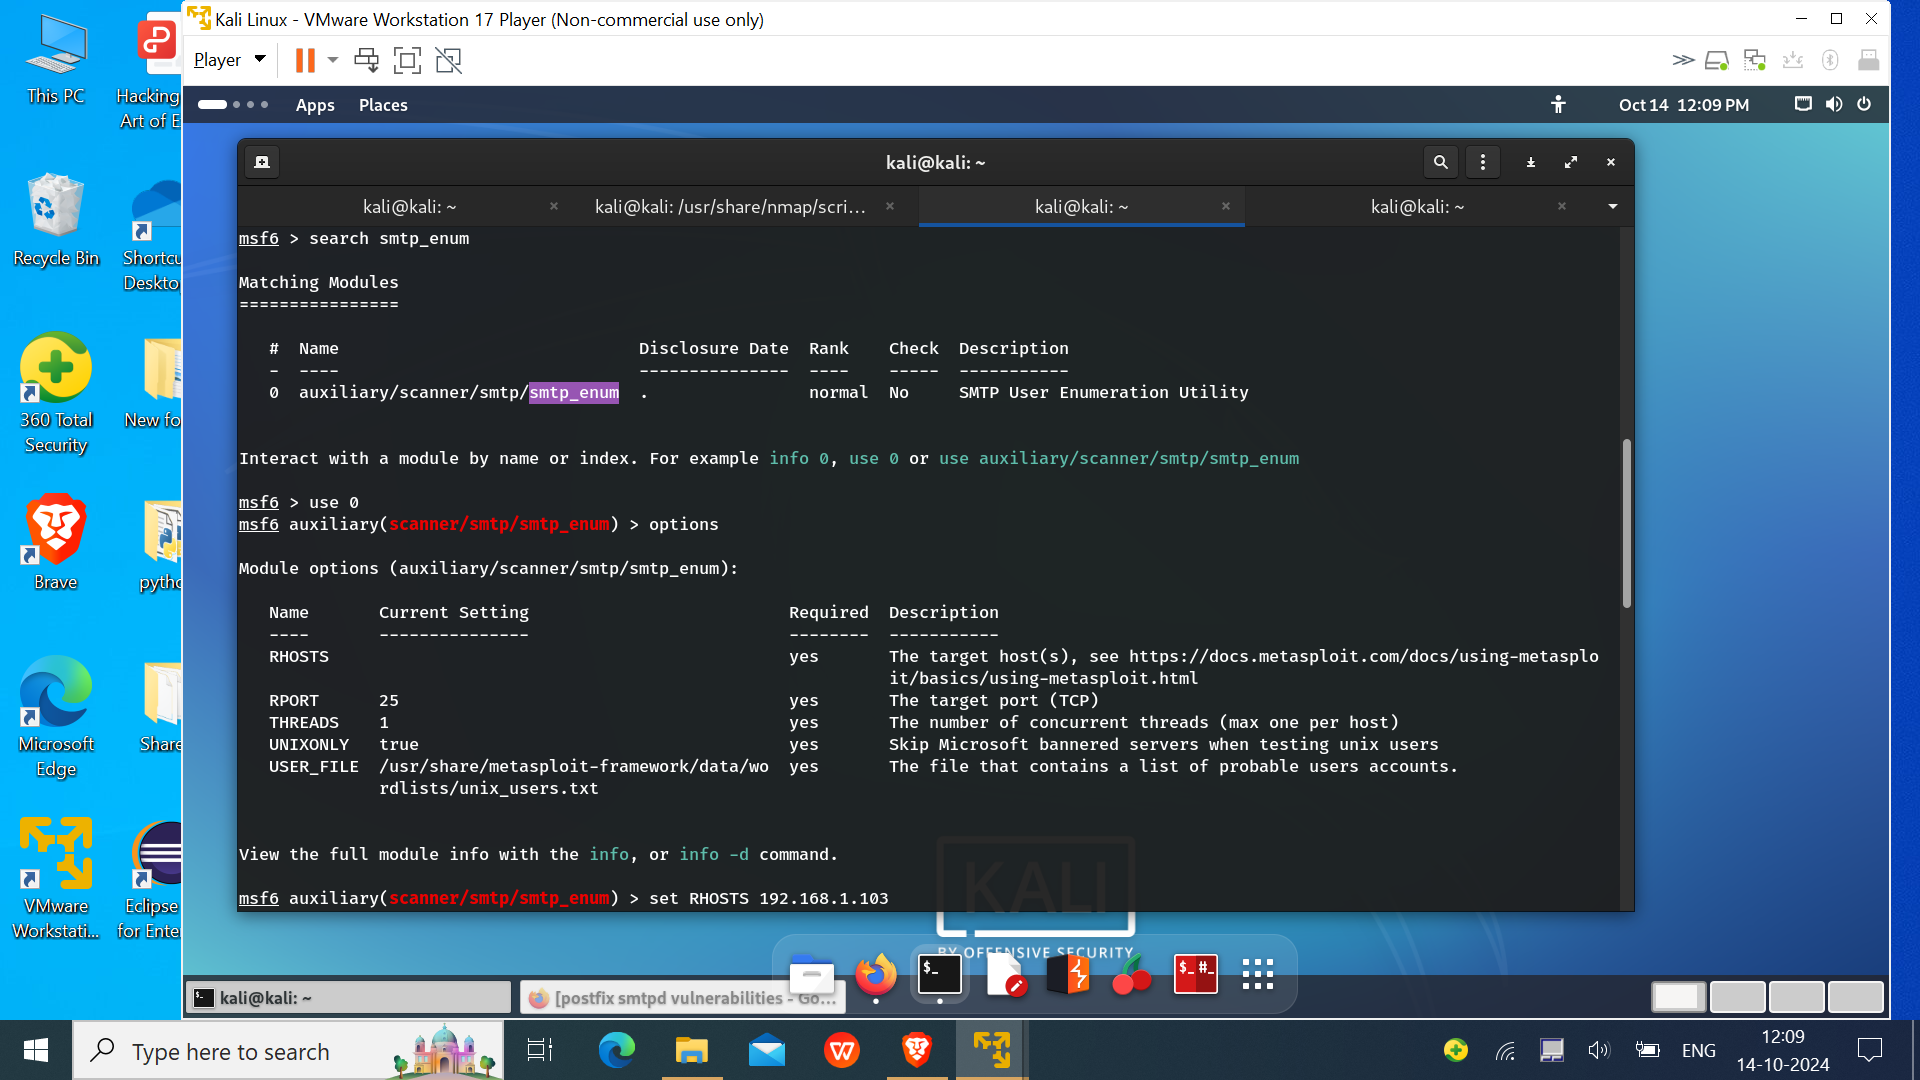 Kali Linux - VMware Workstation 17 Player (Non-commercial use only)
Player
Apps Places
Oct 14 12:09 PM
kali@kali: ~
kali@kali: ~
kali@kali: /usr/share/nmap/scri...
kali@kali: ~
kali@kali: ~
msf6 > search smtp_enum
Matching Modules
================
# Name Disclosure Date Rank Check Description
- ---- --------------- ---- ----- -----------
0 auxiliary/scanner/smtp/smtp_enum . normal No SMTP User Enumeration Utility
Interact with a module by name or index. For example info 0, use 0 or use auxiliary/scanner/smtp/smtp_enum
msf6 > use 0
msf6 auxiliary(scanner/smtp/smtp_enum) > options
Module options (auxiliary/scanner/smtp/smtp_enum):
Name Current Setting Required Description
---- --------------- -------- -----------
RHOSTS yes The target host(s), see https://docs.metasploit.com/docs/using-metasplo
it/basics/using-metasploit.html
RPORT 25 yes The target port (TCP)
THREADS 1 yes The number of concurrent threads (max one per host)
UNIXONLY true yes Skip Microsoft bannered servers when testing unix users
USER_FILE /usr/share/metasploit-framework/data/wo yes The file that contains a list of probable users accounts.
rdlists/unix_users.txt
View the full module info with the info, or info -d command.
msf6 auxiliary(scanner/smtp/smtp_enum) > set RHOSTS 192.168.1.103
KALI
BY OFFENSIVE SECURITY
kali@kali: ~
[postfix smtpd vulnerabilities - Go...
This PC
Hacking
Art of E
Recycle Bin
Shortcu
Deskto
360 Total
Security
New fo
Brave
pytho
Microsoft
Edge
Share
VMware
Workstati...
Eclipse
for Ente
Type here to search
ENG
12:09
14-10-2024